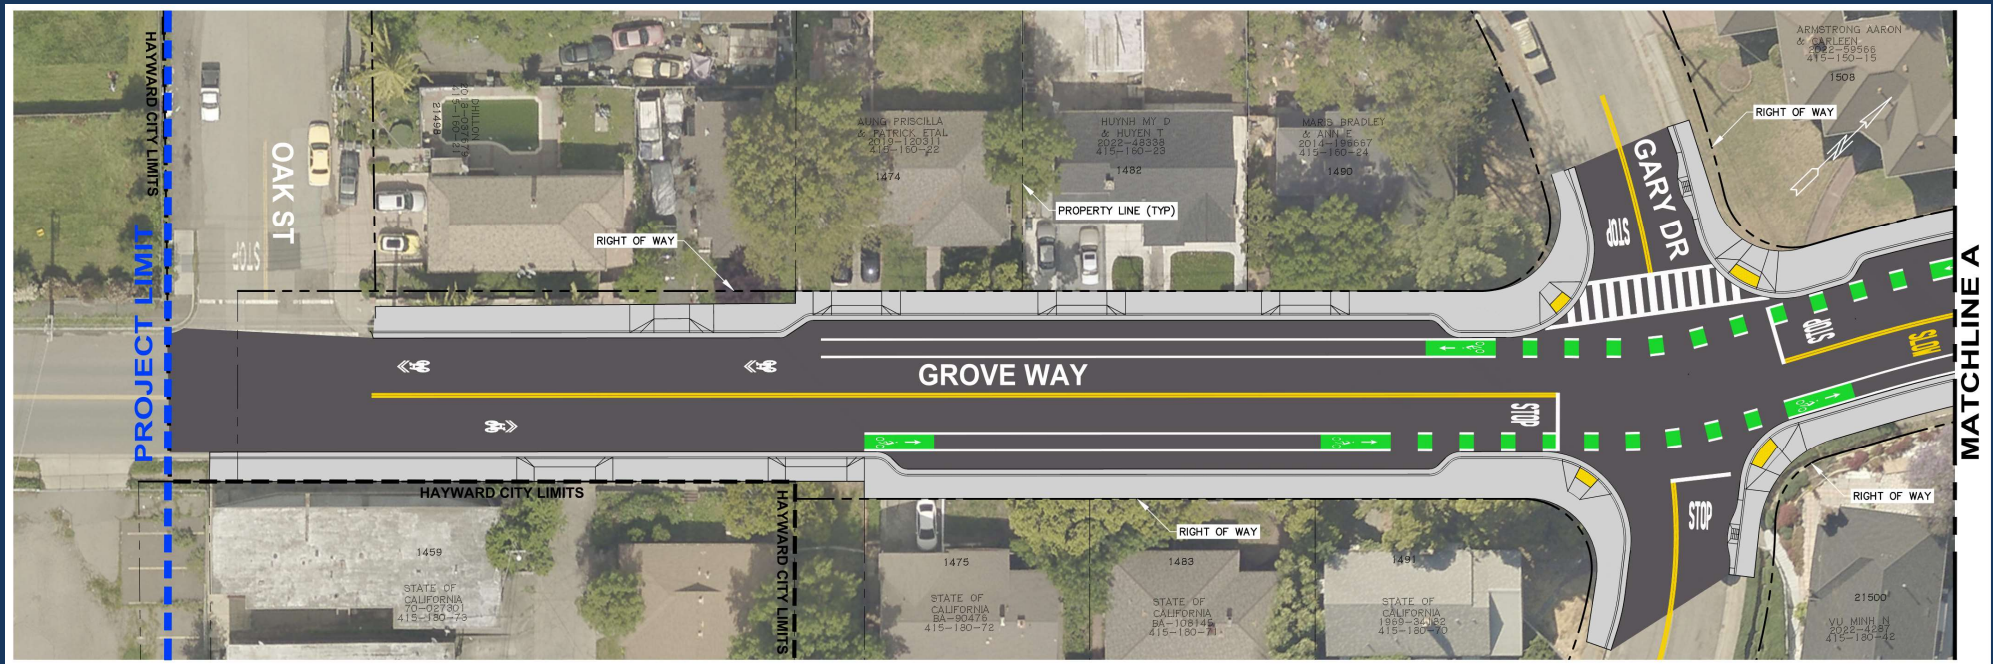 HAYWARD CITY LIMITS
PROJECT LIMIT
OAK ST
STOP
DHILLON
415-160-21
21498
RIGHT OF WAY
AUNG PRISCILLA
& PATRICK ETAL
2019-120311
415-160-22
1474
PROPERTY LINE (TYP)
HUYNH MY D
& HUYEN T
2022-48338
415-160-23
1482
MARIS BRADLEY
& ANN E
2014-196667
415-160-24
1490
GARY DR
STOP
RIGHT OF WAY
ARMSTRONG AARON
& CARLEEN
2022-59566
415-150-15
1508
GROVE WAY
STOP
STOP
STOP
MATCHLINE A
HAYWARD CITY LIMITS
HAYWARD CITY LIMITS
1459
STATE OF
CALIFORNIA
70-027301
415-180-73
1475
STATE OF
CALIFORNIA
BA-90476
415-180-72
RIGHT OF WAY
1483
STATE OF
CALIFORNIA
BA-108145
415-180-71
1491
STATE OF
CALIFORNIA
415-180-70
STOP
RIGHT OF WAY
21500
VU MINH N
2022-4287
415-180-42